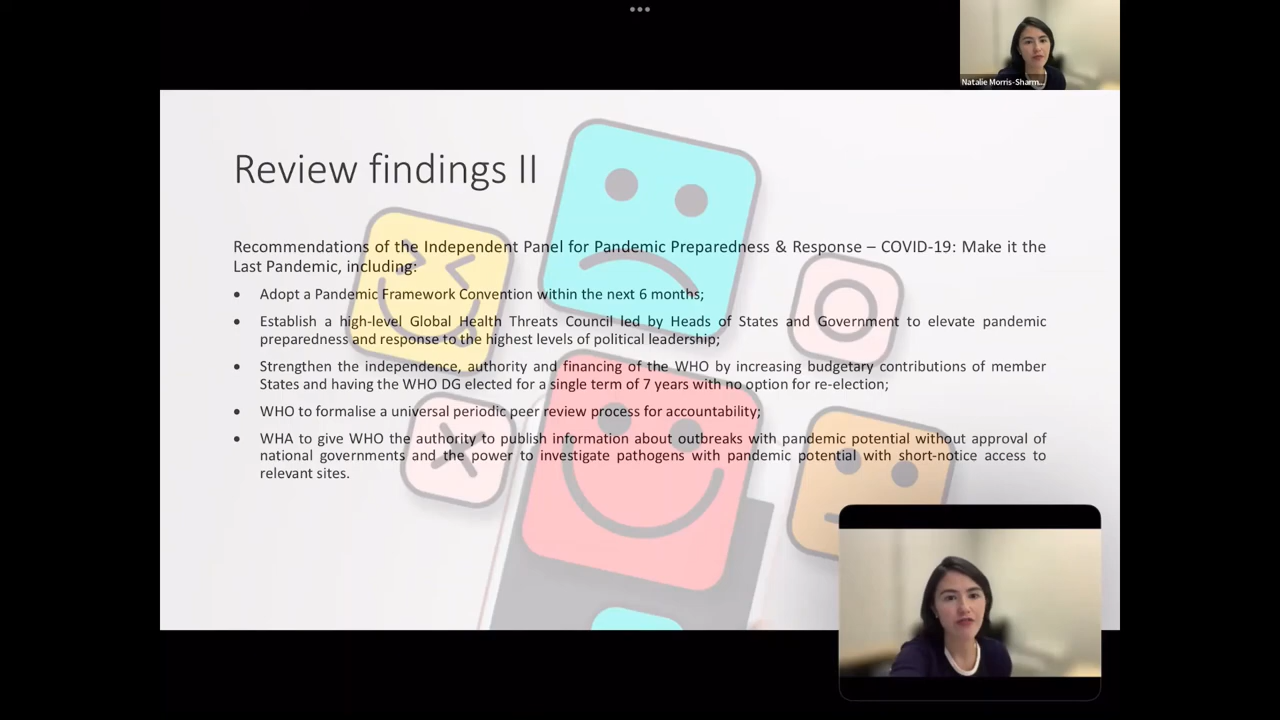 Natalie Morris-Sharm...
Review findings II
Recommendations of the Independent Panel for Pandemic Preparedness & Response – COVID-19: Make it the
Last Pandemic, including:
• Adopt a Pandemic Framework Convention within the next 6 months;
• Establish a high-level Global Health Threats Council led by Heads of States and Government to elevate pandemic
preparedness and response to the highest levels of political leadership;
• Strengthen the independence, authority and financing of the WHO by increasing budgetary contributions of member
States and having the WHO DG elected for a single term of 7 years with no option for re-election;
• WHO to formalise a universal periodic peer review process for accountability;
• WHA to give WHO the authority to publish information about outbreaks with pandemic potential without approval of
national governments and the power to investigate pathogens with pandemic potential with short-notice access to
relevant sites.